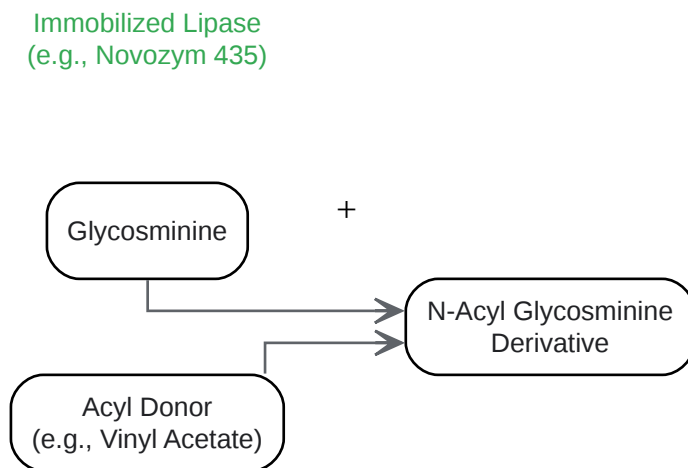 Immobilized Lipase
(e.g., Novozym 435)
Glycosminine
+
N-Acyl Glycosminine
Derivative
Acyl Donor
(e.g., Vinyl Acetate)